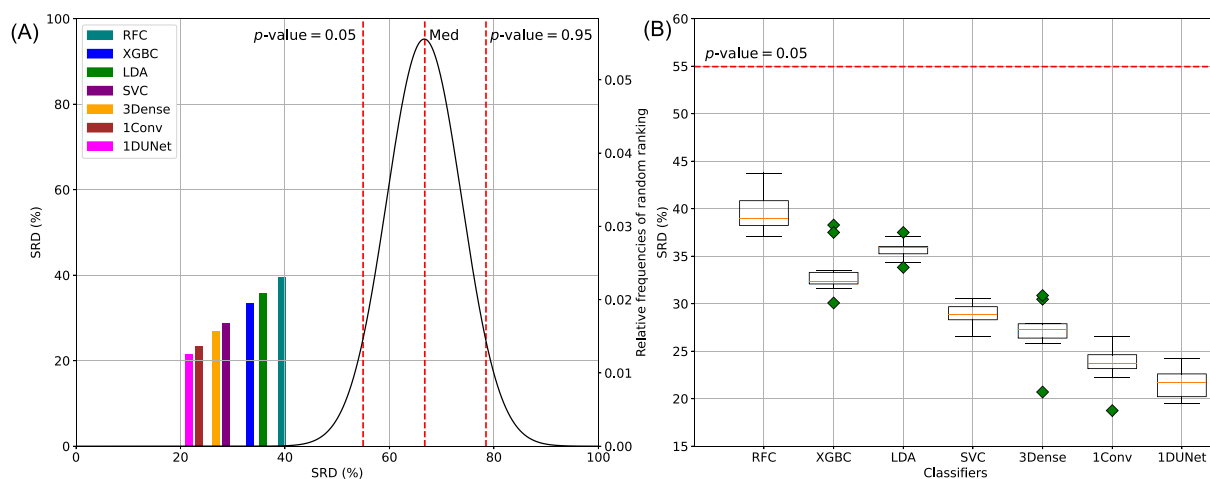 (A)
100
80
60
40
20
0
SRD (%)
RFC
XGBC
LDA
SVC
3Dense
1Conv
1DUNet
p-value = 0.05
Med
p-value = 0.95
0.05
0.04
0.03
0.02
0.01
0.00
Relative frequencies of random ranking
0
20
40
60
80
100
SRD (%)
(B)
60
55
50
45
40
35
30
25
20
15
SRD (%)
p-value = 0.05
RFC
XGBC
LDA
SVC
3Dense
1Conv
1DUNet
Classifiers